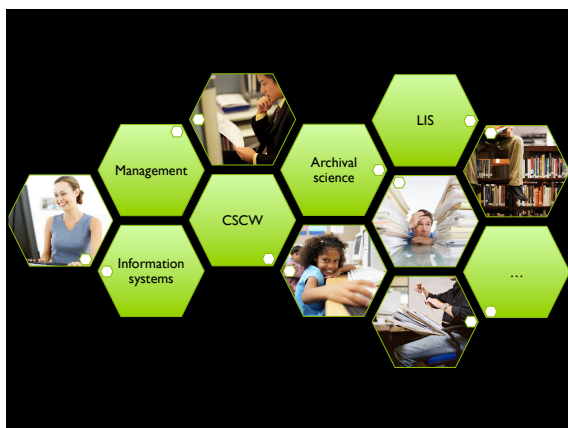 LIS
Management
Archival
science
CSCW
Information
systems
...